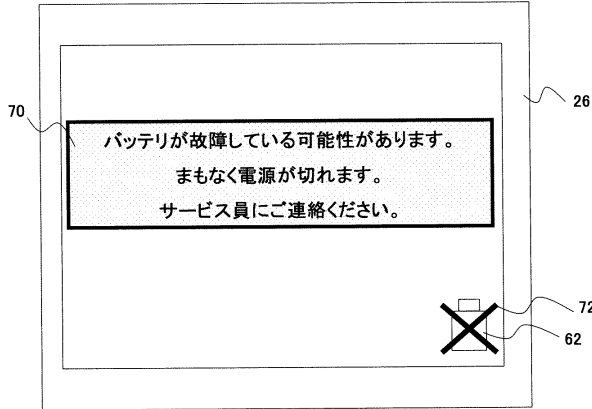 26
70
バッテリが故障している可能性があります。
まもなく電源が切れます。
サービス員にご連絡ください。
72
62